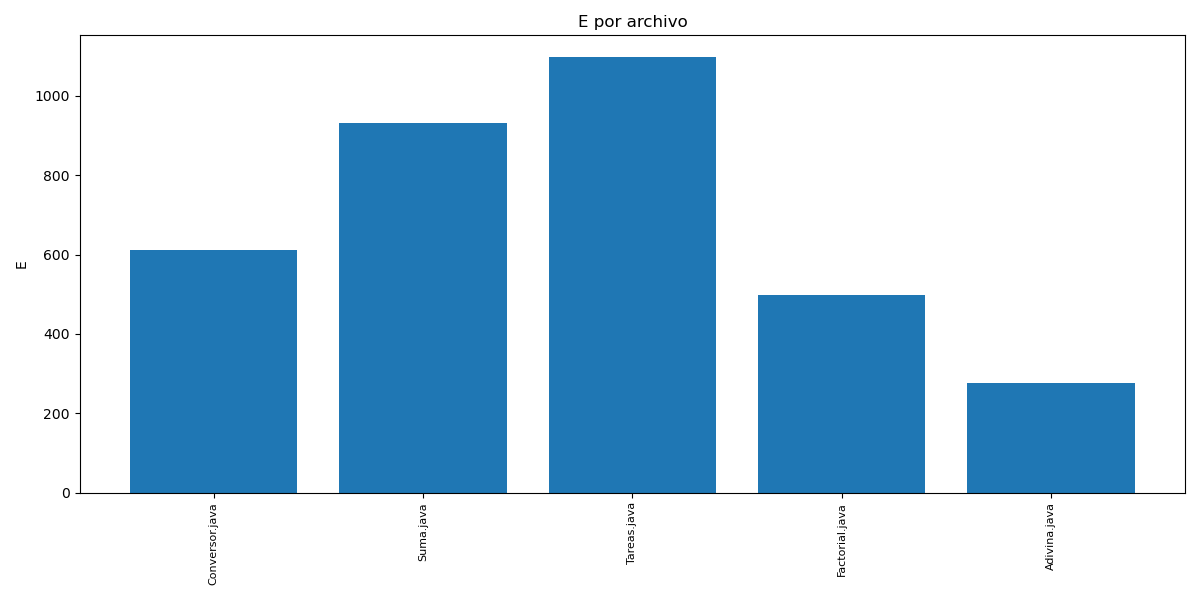 E por archivo
E
1000
800
600
400
200
0
Conversor.java
Suma.java
Tareas.java
Factorial.java
Adivina.java